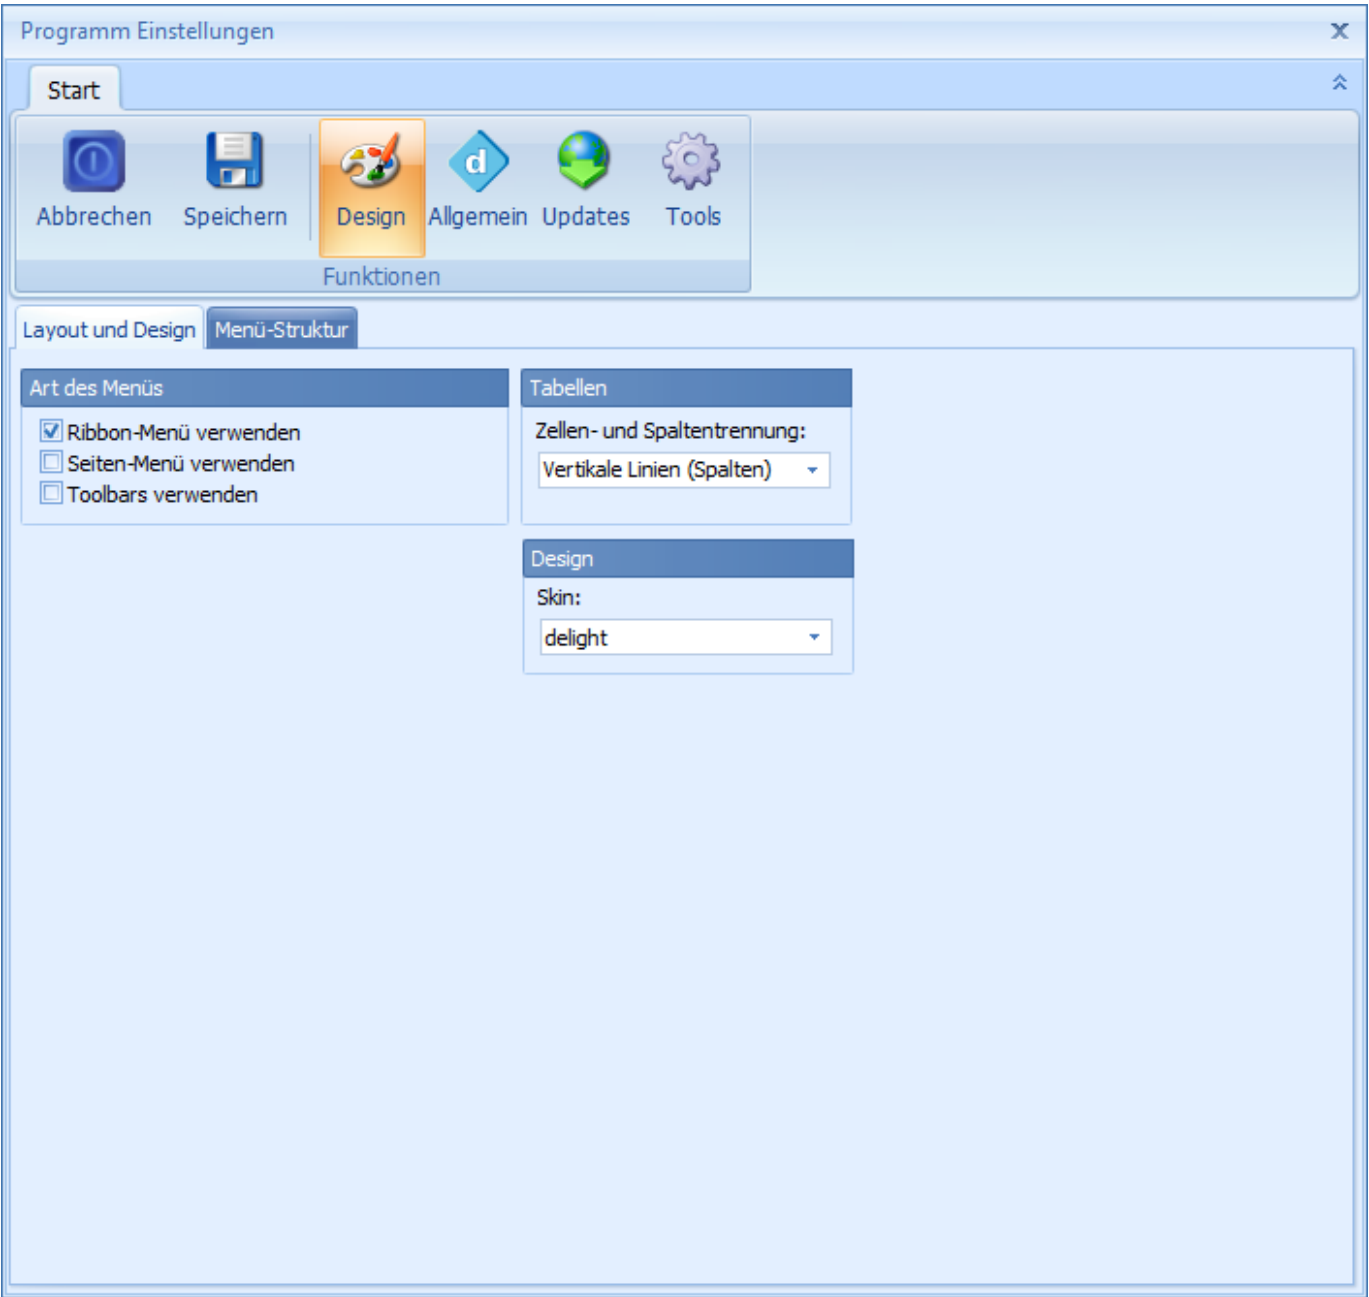 Programm Einstellungen
Start
Abbrechen
Speichern
Design
Allgemein
Updates
Tools
Funktionen
Layout und Design
Menü-Struktur
Art des Menüs
Ribbon-Menü verwenden
Seiten-Menü verwenden
Toolbars verwenden
Tabellen
Zellen- und Spaltentrennung:
Vertikale Linien (Spalten)
Design
Skin:
delight